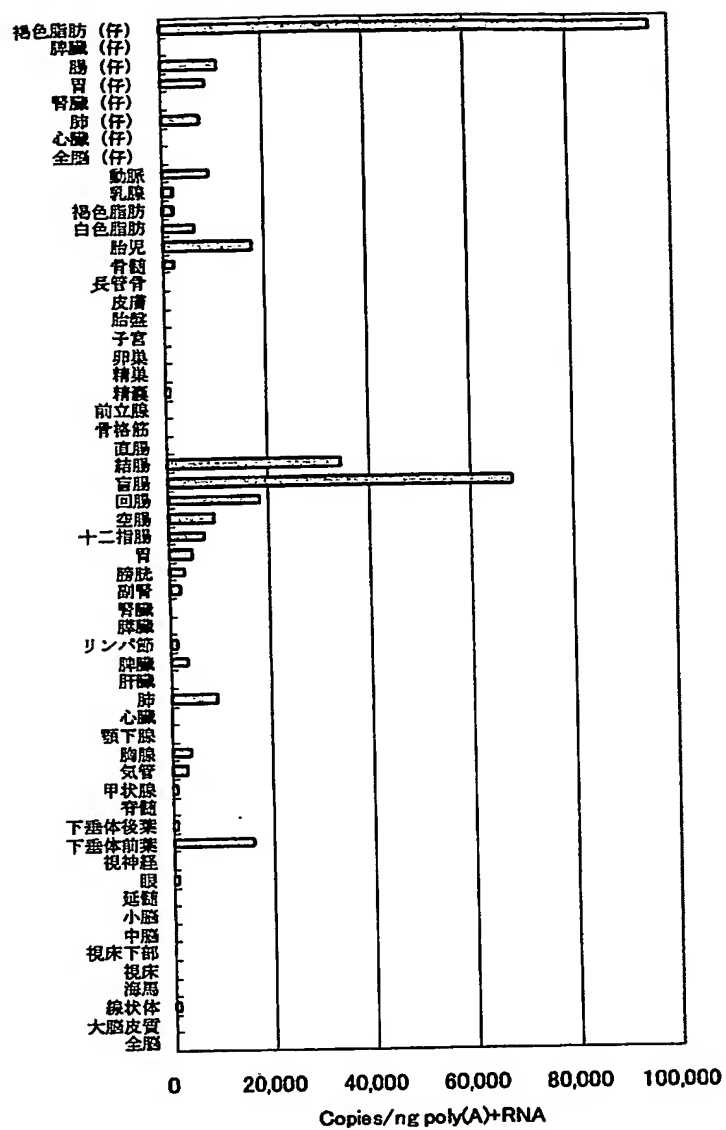 褐色脂肪 (仔)
脾臓 (仔)
腸 (仔)
胃 (仔)
腎臓 (仔)
肺 (仔)
心臓 (仔)
全脳 (仔)
動脈
乳腺
褐色脂肪
白色脂肪
胎児
骨髄
長管骨
皮膚
胎盤
子宮
卵巣
精巣
精嚢
前立腺
骨格筋
直腸
結腸
盲腸
回腸
空腸
十二指腸
胃
膀胱
副腎
腎臓
膵臓
リンパ節
脾臓
肝臓
肺
心臓
顎下腺
胸腺
気管
甲状腺
脊髄
下垂体後葉
下垂体前葉
視神経
眼
延髄
小脳
中脳
視床下部
視床
海馬
線状体
大脳皮質
全脳
0 20,000 40,000 60,000 80,000 100,000
Copies/ng poly(A)+RNA